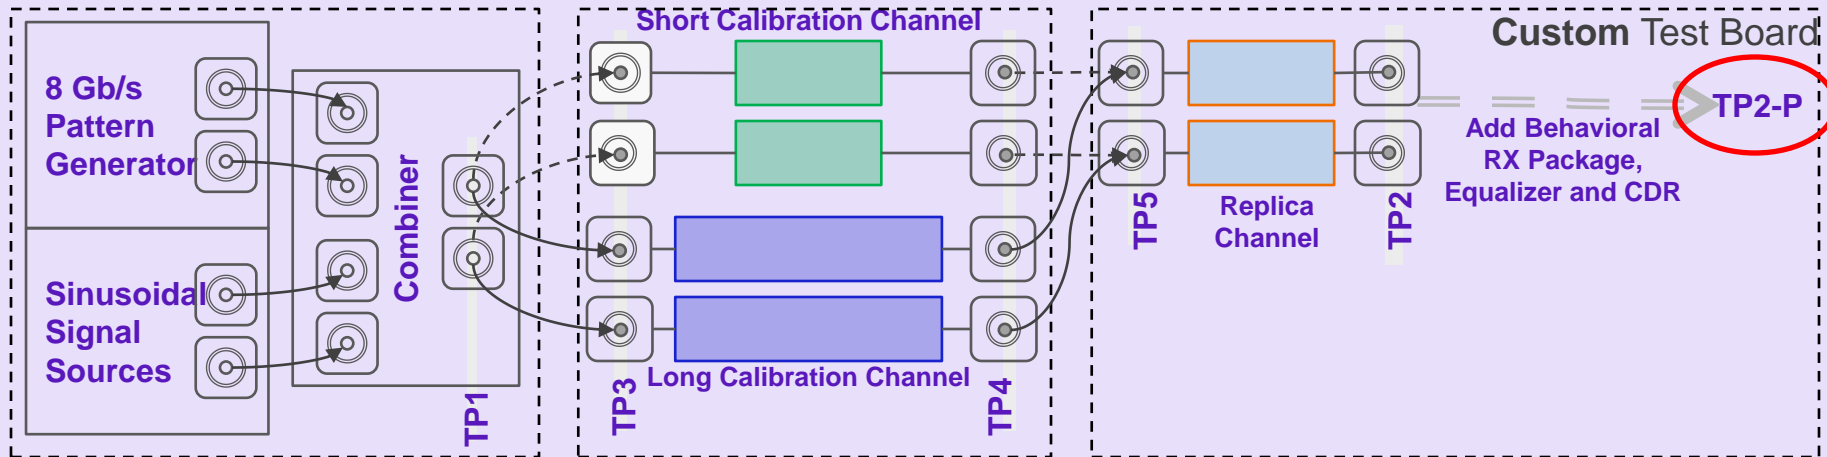 8 Gb/s
Pattern
Generator
Sinusoidal
Signal
Sources
Combiner
TP1
Short Calibration Channel
Long Calibration Channel
TP3
TP4
Custom Test Board
TP5
Replica
Channel
TP2
TP2-P
Add Behavioral
RX Package,
Equalizer and CDR